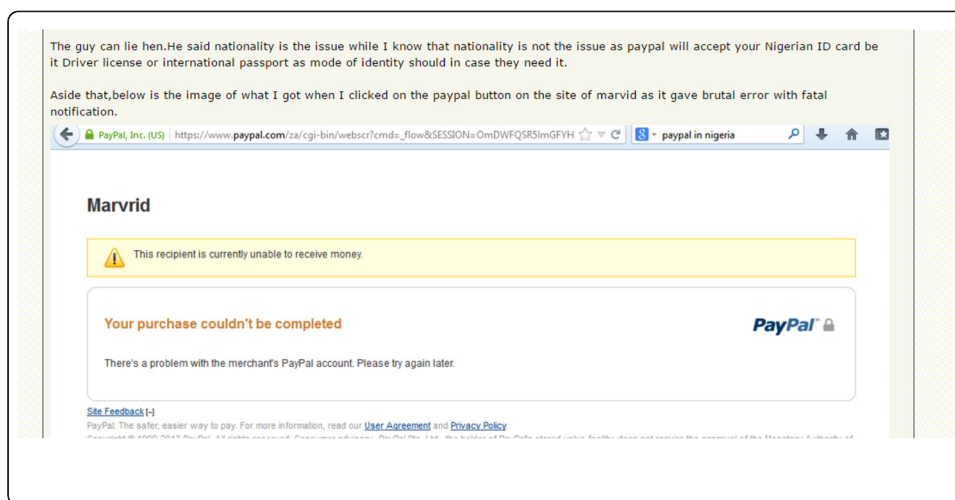 The guy can lie hen.He said nationality is the issue while I know that nationality is not the issue as paypal will accept your Nigerian ID card be
it Driver license or international passport as mode of identity should in case they need it.
Aside that,below is the image of what I got when I clicked on the paypal button on the site of marvid as it gave brutal error with fatal
notification.
PayPal, Inc. (US) https://www.paypal.com/za/cgi-bin/webscr?cmd=_flow&SESSION=OmDWFQSR5ImGFYH paypal in nigeria
Marvrid
This recipient is currently unable to receive money.
Your purchase couldn't be completed
PayPal
There's a problem with the merchant's PayPal account. Please try again later.
Site Feedback [-]
PayPal. The safer, easier way to pay. For more information, read our User Agreement and Privacy Policy